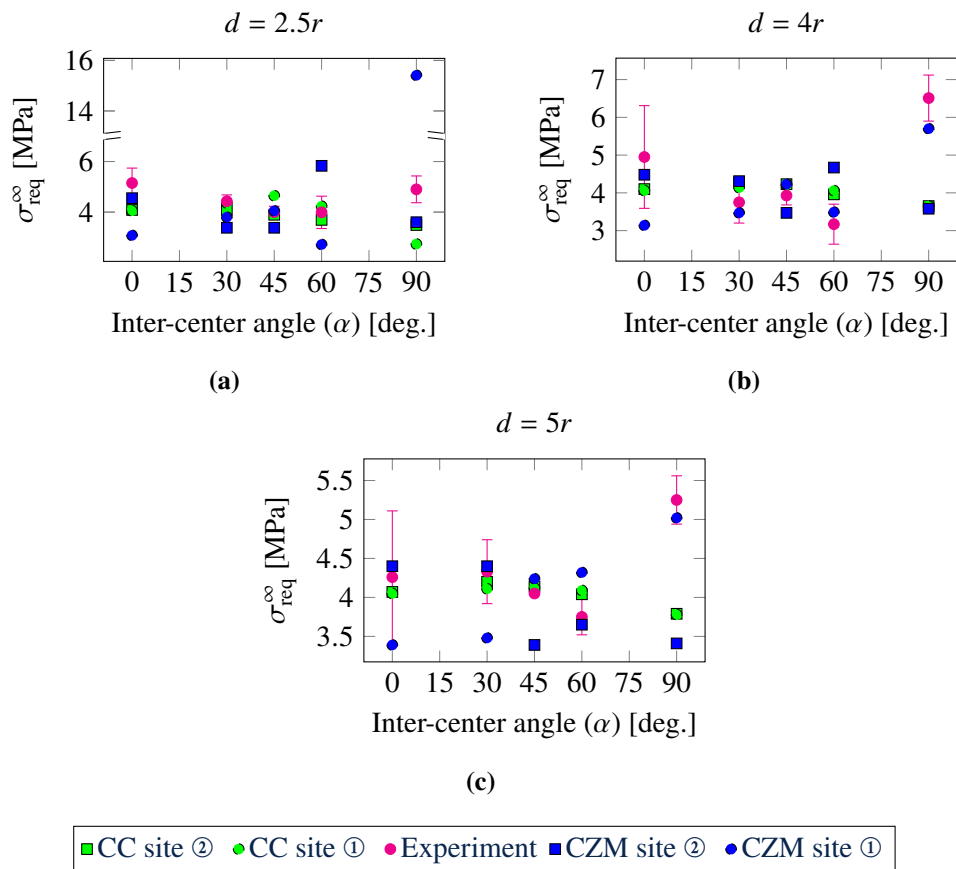 d = 2.5r
σ∞req [MPa]
16
14
6
4
0 15 30 45 60 75 90
Inter-center angle (α) [deg.]
(a)
d = 4r
σ∞req [MPa]
7
6
5
4
3
0 15 30 45 60 75 90
Inter-center angle (α) [deg.]
(b)
d = 5r
σ∞req [MPa]
5.5
5
4.5
4
3.5
0 15 30 45 60 75 90
Inter-center angle (α) [deg.]
(c)
CC site ② CC site ① Experiment CZM site ② CZM site ①